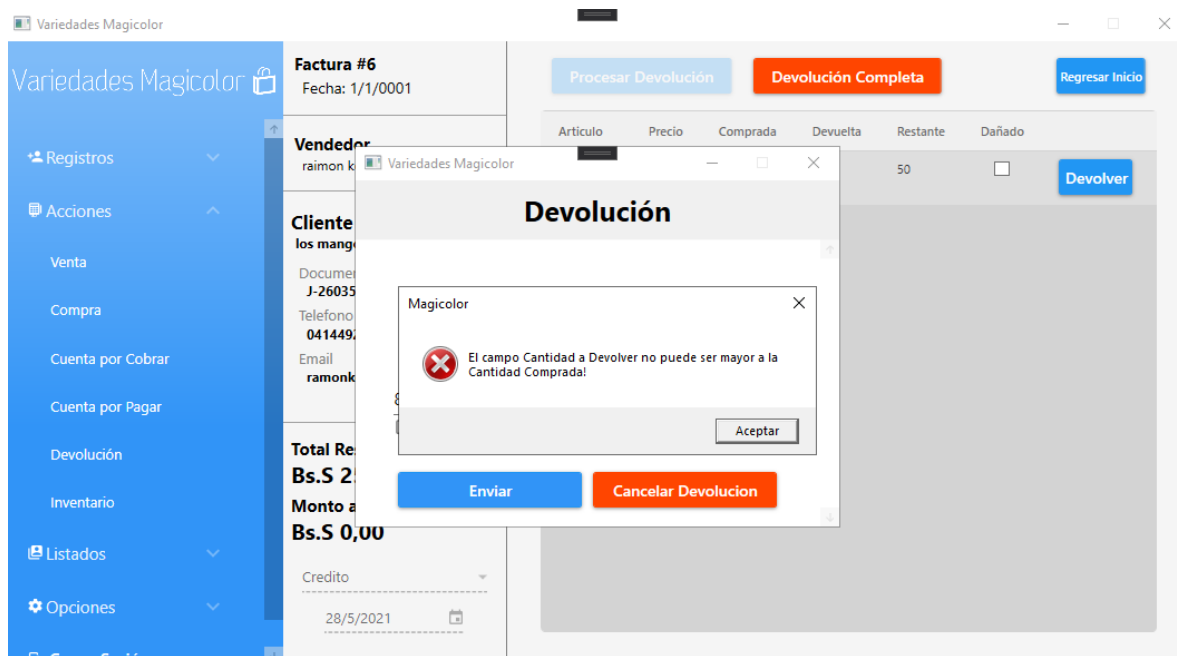 Variedades Magicolor
Variedades Magicolor
Registros
Acciones
Venta
Compra
Cuenta por Cobrar
Cuenta por Pagar
Devolución
Inventario
Listados
Opciones
Factura #6
Fecha: 1/1/0001
Vendedor
raimon k
Cliente
los mang
Documen
J-26035
Telefono
041449
Email
ramonk
Total Re
Bs.S 2
Monto a
Bs.S 0,00
Credito
28/5/2021
Procesar Devolución
Devolución Completa
Regresar Inicio
Articulo Precio Comprada Devuelta Restante Dañado
50
Devolver
Variedades Magicolor
Devolución
Magicolor
El campo Cantidad a Devolver no puede ser mayor a la
Cantidad Comprada!
Aceptar
Enviar
Cancelar Devolucion